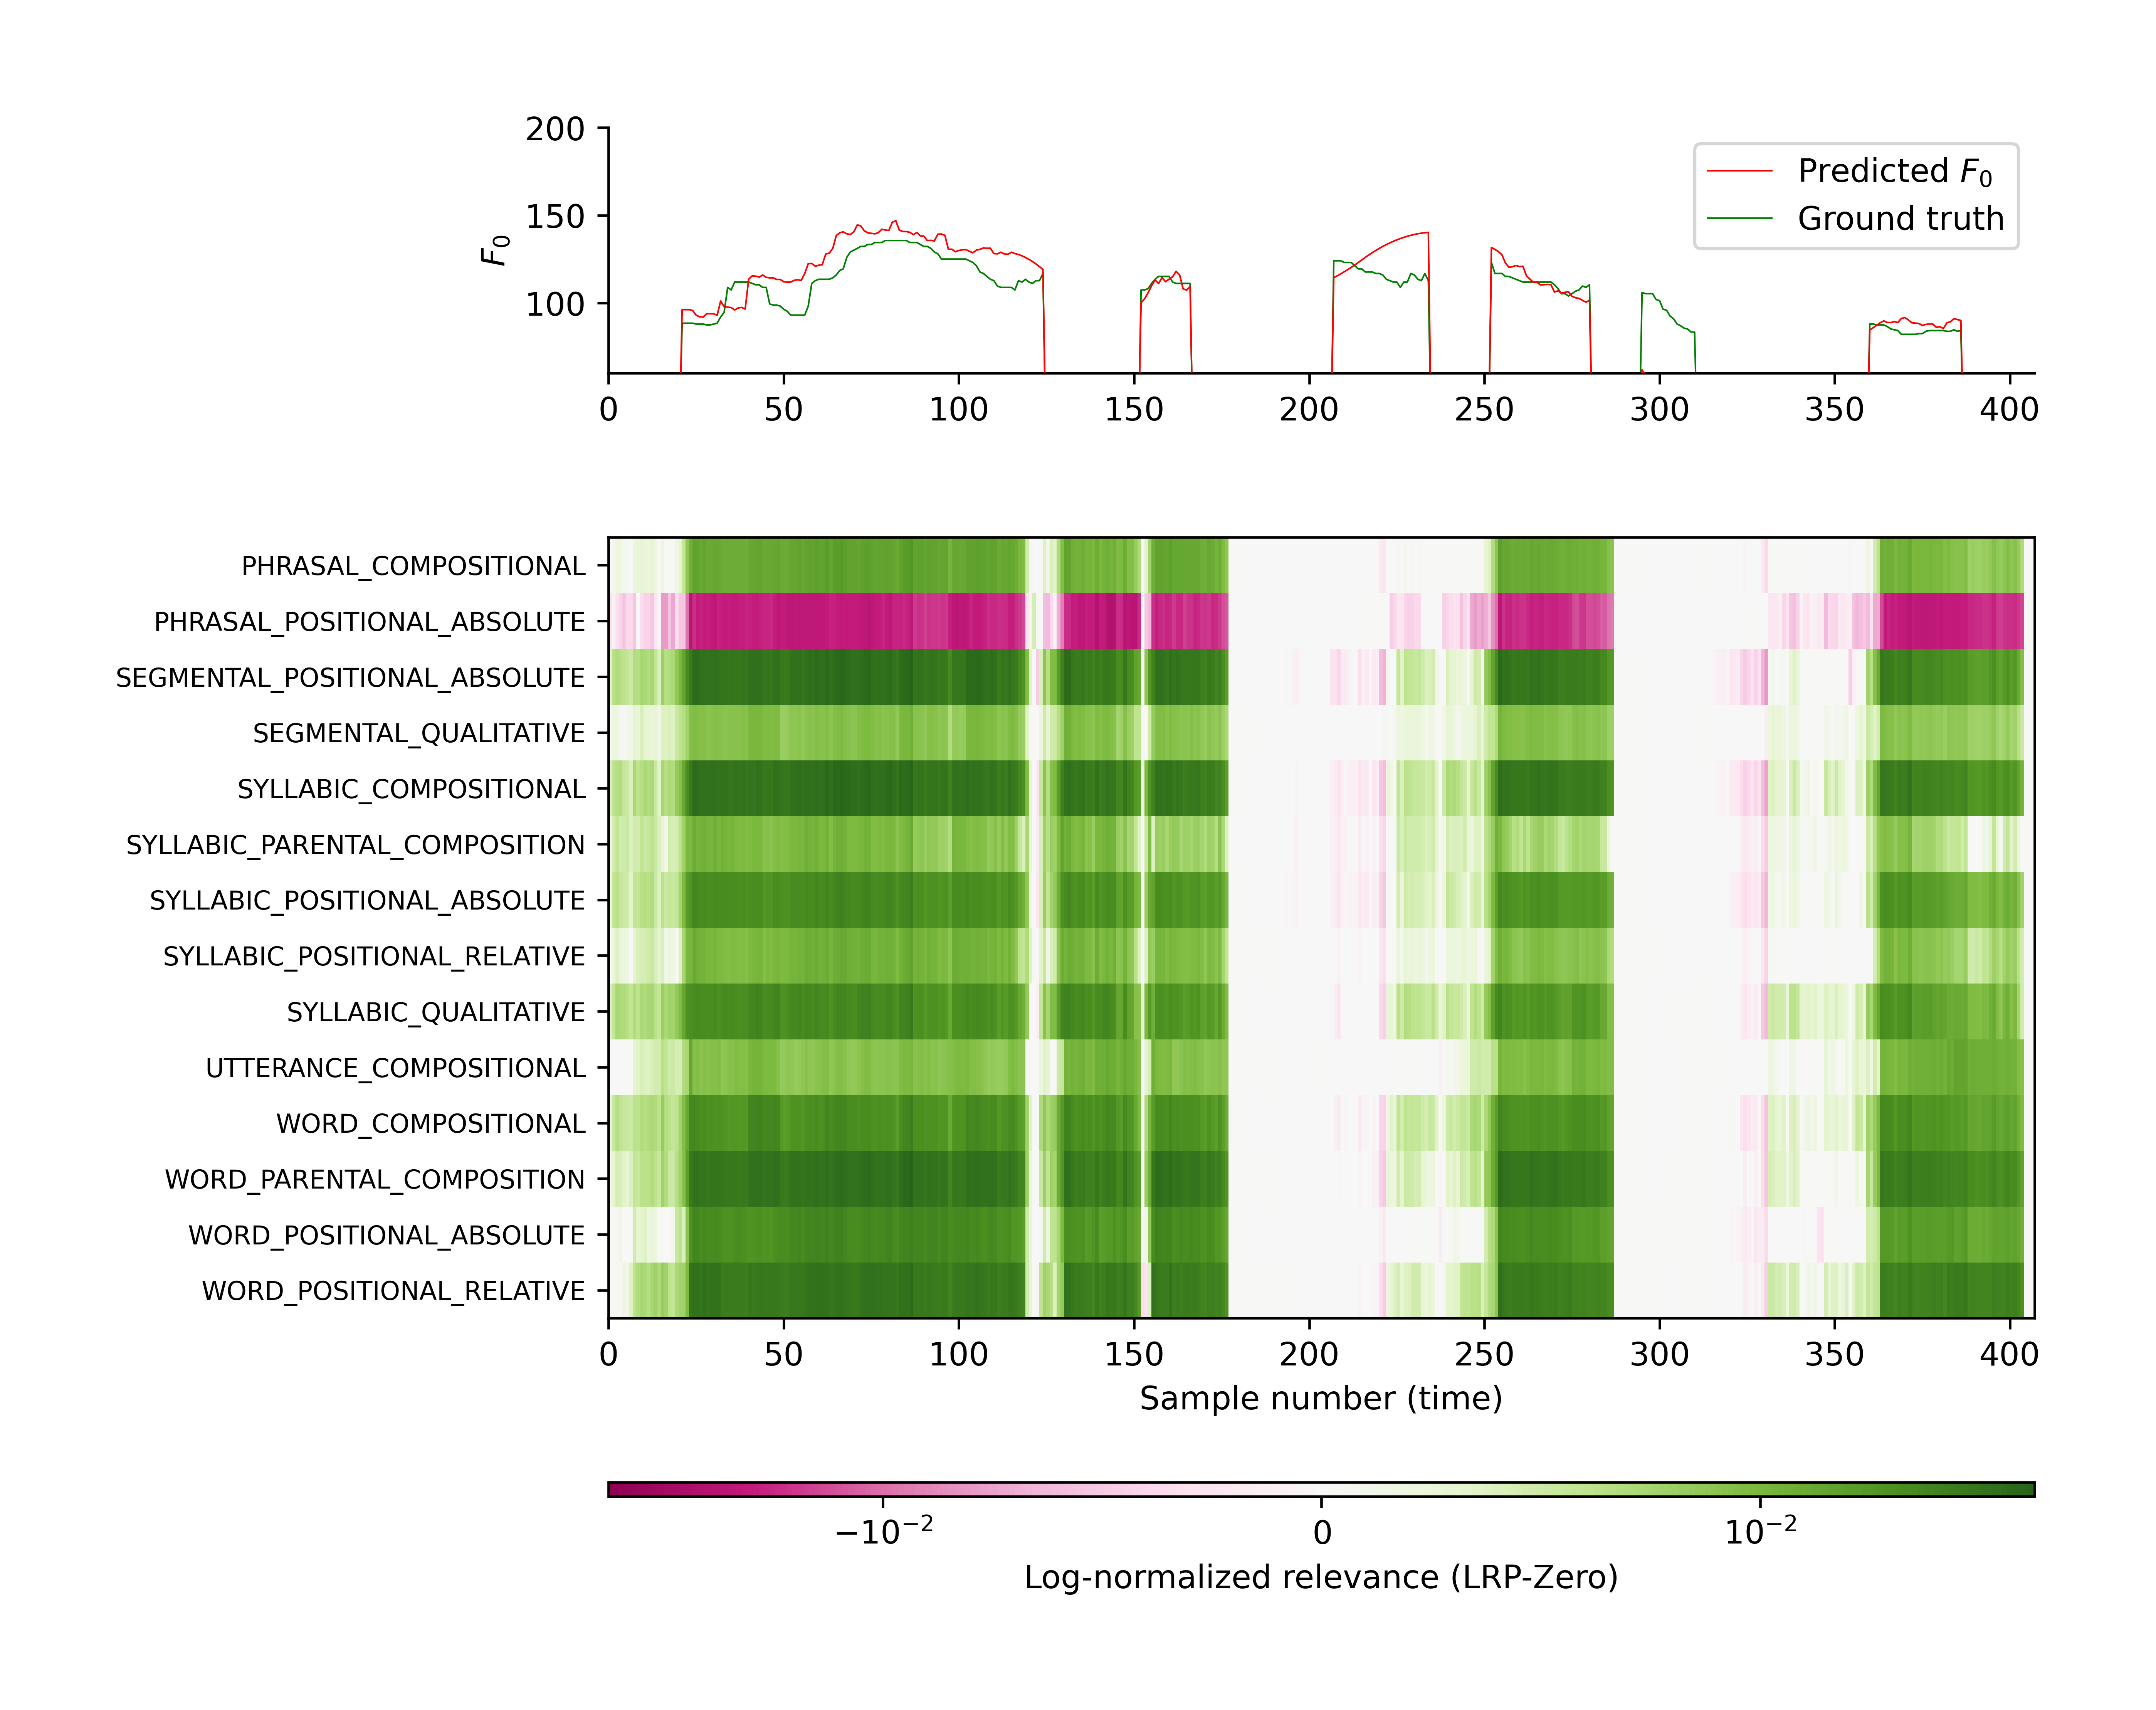 200
150
100
F₀
Predicted F₀
Ground truth
0 50 100 150 200 250 300 350 400
PHRASAL_COMPOSITIONAL
PHRASAL_POSITIONAL_ABSOLUTE
SEGMENTAL_POSITIONAL_ABSOLUTE
SEGMENTAL_QUALITATIVE
SYLLABIC_COMPOSITIONAL
SYLLABIC_PARENTAL_COMPOSITION
SYLLABIC_POSITIONAL_ABSOLUTE
SYLLABIC_POSITIONAL_RELATIVE
SYLLABIC_QUALITATIVE
UTTERANCE_COMPOSITIONAL
WORD_COMPOSITIONAL
WORD_PARENTAL_COMPOSITION
WORD_POSITIONAL_ABSOLUTE
WORD_POSITIONAL_RELATIVE
0 50 100 150 200 250 300 350 400
Sample number (time)
−10⁻² 0 10⁻²
Log-normalized relevance (LRP-Zero)